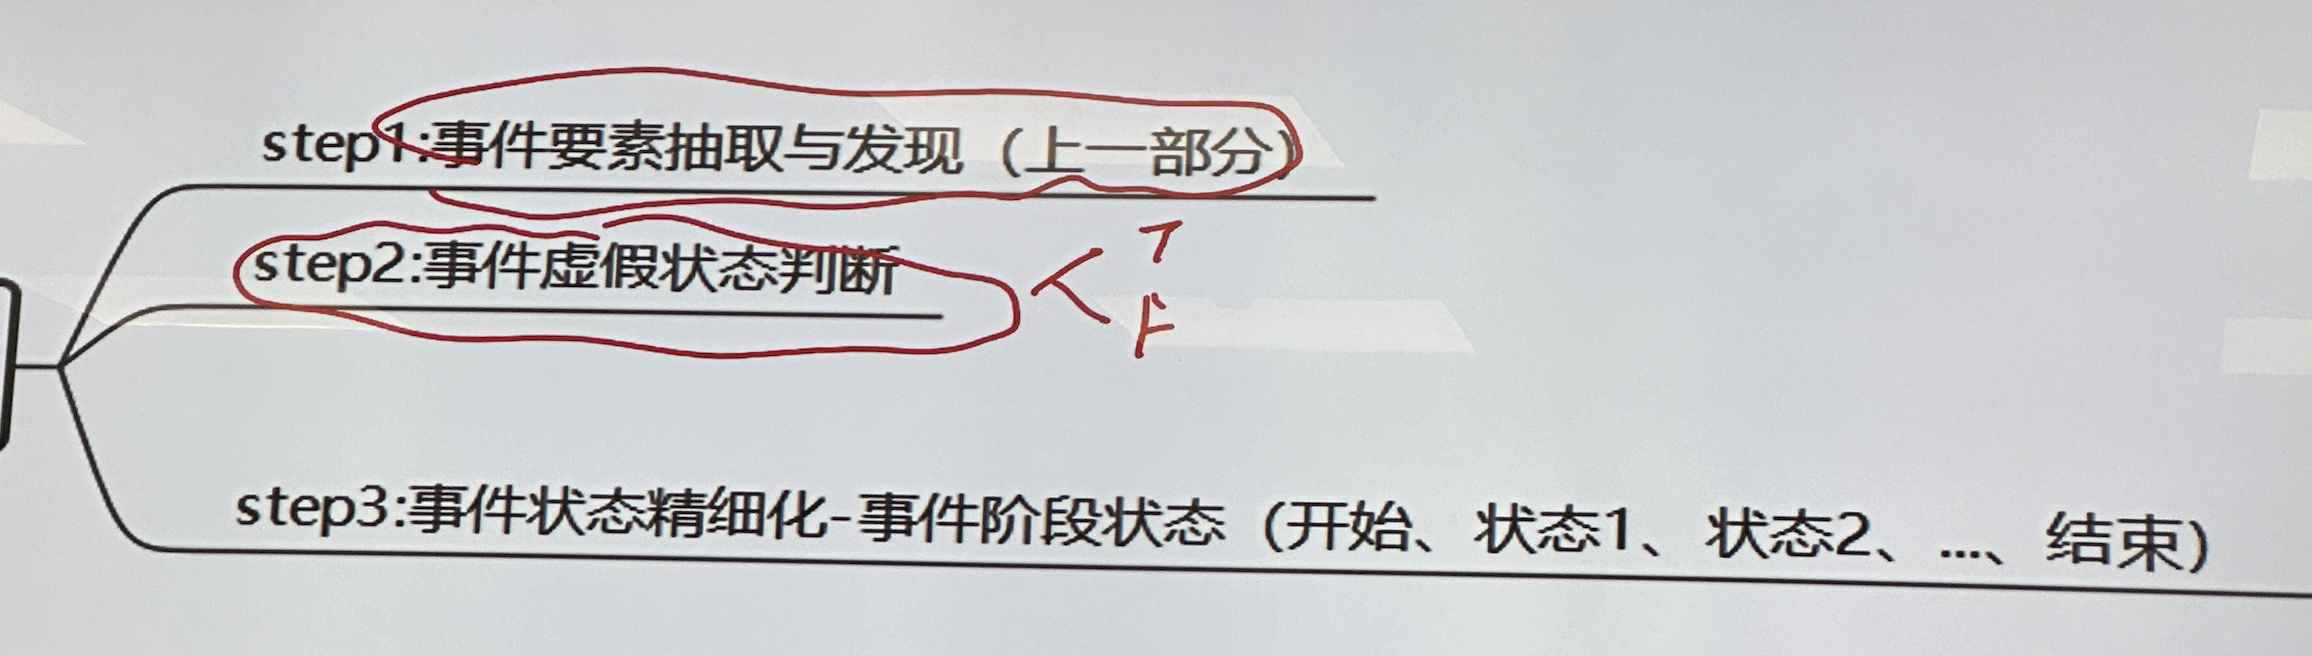 step1:事件要素抽取与发现（上一部分）
step2:事件虚假状态判断
T
F
step3:事件状态精细化-事件阶段状态（开始、状态1、状态2、...、结束）